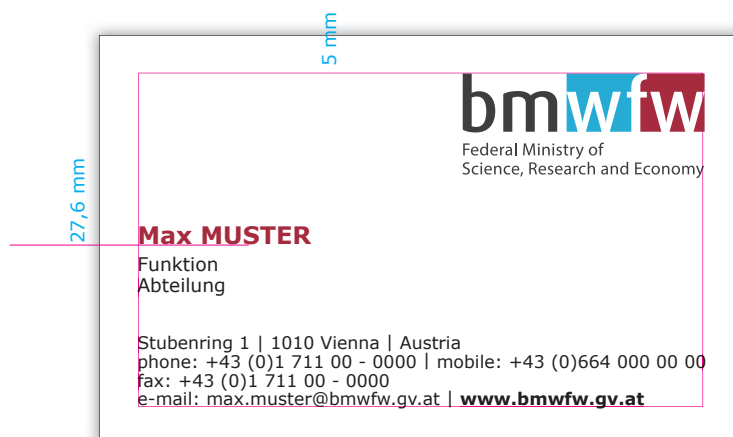 5 mm
bmwfw
Federal Ministry of
Science, Research and Economy
27,6 mm
Max MUSTER
Funktion
Abteilung
Stubenring 1 | 1010 Vienna | Austria
phone: +43 (0)1 711 00 - 0000 | mobile: +43 (0)664 000 00 00
fax: +43 (0)1 711 00 - 0000
e-mail: max.muster@bmwfw.gv.at | www.bmwfw.gv.at